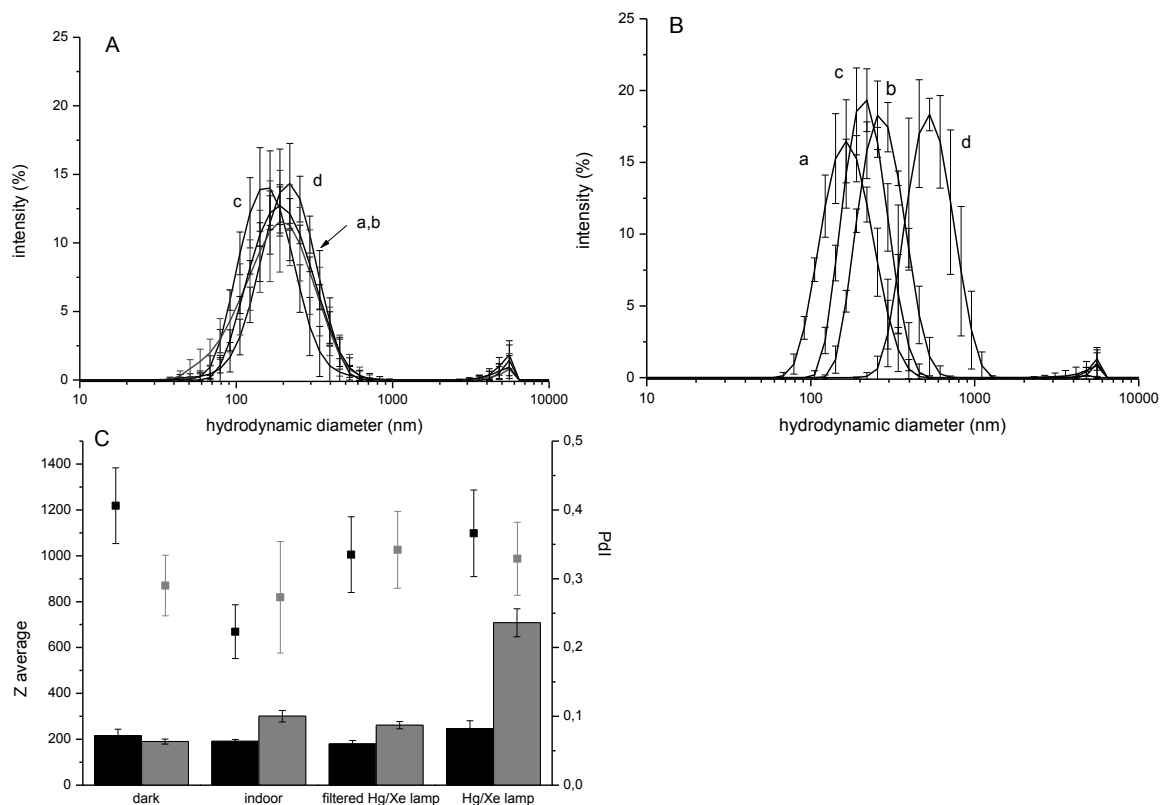 A
25
20
15
10
5
0
intensity (%)
c
d
a,b
10
100
1000
10000
hydrodynamic diameter (nm)
B
25
20
15
10
5
0
intensity (%)
c
b
a
d
10
100
1000
10000
hydrodynamic diameter (nm)
C
1400
1200
1000
800
600
400
200
0
Z average
0,5
0,4
0,3
0,2
0,1
0,0
PdI
dark
indoor
filtered Hg/Xe lamp
Hg/Xe lamp